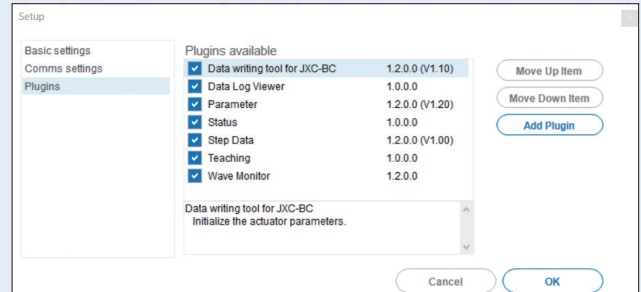 Setup
Basic settings
Comms settings
Plugins
Plugins available
Data writing tool for JXC-BC 1.2.0.0 (V1.10)
Data Log Viewer 1.0.0.0
Parameter 1.2.0.0 (V1.20)
Status 1.0.0.0
Step Data 1.2.0.0 (V1.00)
Teaching 1.0.0.0
Wave Monitor 1.2.0.0
Data writing tool for JXC-BC
Initialize the actuator parameters.
Move Up Item
Move Down Item
Add Plugin
Cancel OK